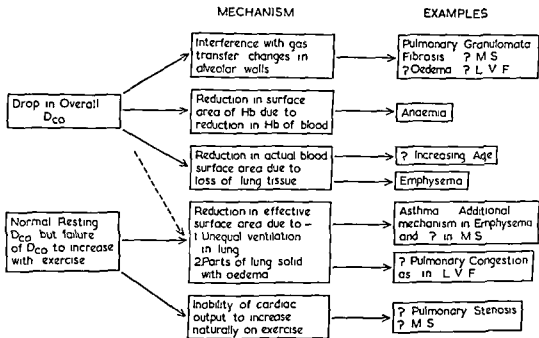 MECHANISM
EXAMPLES
Interference with gas
transfer changes in
alveolar walls
Pulmonary Granulomata
Fibrosis ? M S
? Oedema ? L V F
Drop in Overall
Dco
Reduction in surface
area of Hb due to
reduction in Hb of blood
Anaemia
Reduction in actual blood
surface area due to
loss of lung tissue
? Increasing Age
Emphysema
Normal Resting
Dco but failure
of Dco to increase
with exercise
Reduction in effective
surface area due to -
1 Unequal ventilation
in lung
2.Parts of lung solid
with oedema
Asthma Additional
mechanism in Emphysema
and ? in M S
? Pulmonary Congestion
as in L V F
Inability of cardiac
output to increase
naturally on exercise
? Pulmonary Stenosis
? M S